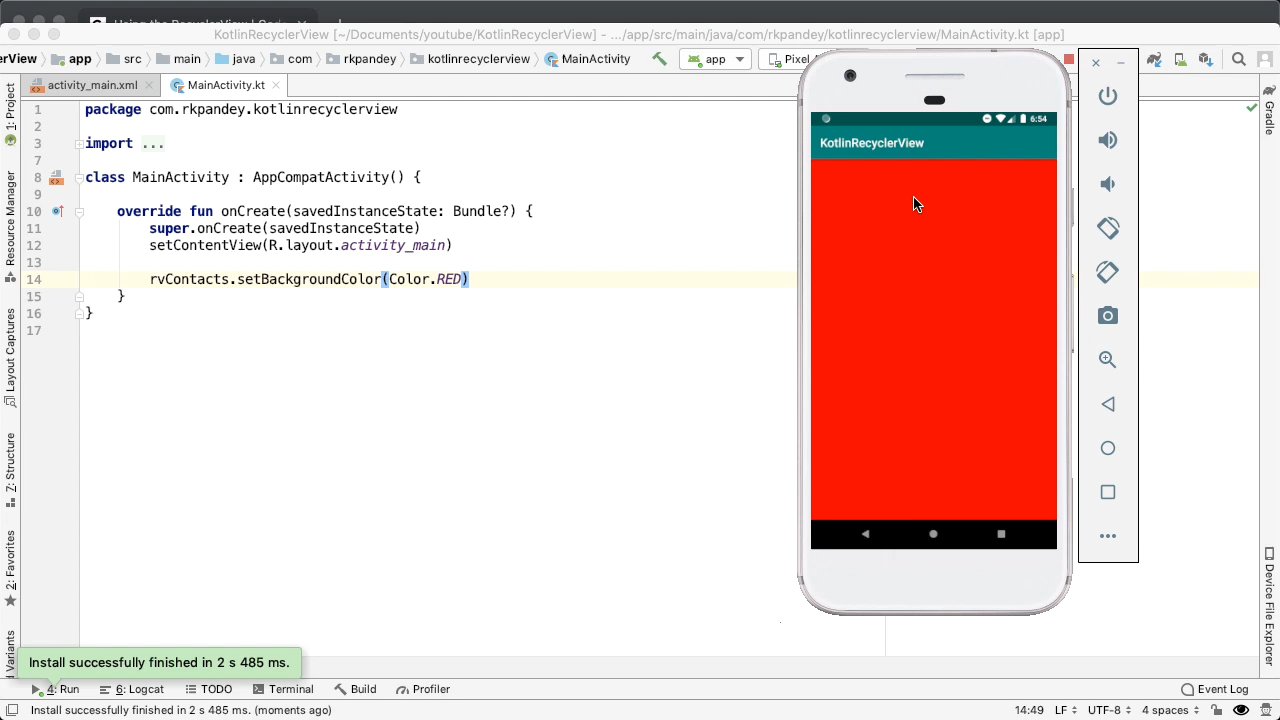 Using the RecyclerView | C
KotlinRecyclerView [~/Documents/youtube/KotlinRecyclerView] - .../app/src/main/java/com/rkpandey/kotlinrecyclerview/MainActivity.kt [app]
erView app src main java com rkpandey kotlinrecyclerview MainActivity app Pixel
activity_main.xml MainActivity.kt
1 package com.rkpandey.kotlinrecyclerview
2
3 import ...
7
8 class MainActivity : AppCompatActivity() {
9
10 override fun onCreate(savedInstanceState: Bundle?) {
11 super.onCreate(savedInstanceState)
12 setContentView(R.layout.activity_main)
13
14 rvContacts.setBackgroundColor(Color.RED)
15 }
16 }
17
1: Project
Resource Manager
Layout Captures
Z: Structure
2: Favorites
d Variants
6:54
KotlinRecyclerView
Gradle
Device File Explorer
Install successfully finished in 2 s 485 ms.
4: Run 6: Logcat TODO Terminal Build Profiler Event Log
Install successfully finished in 2 s 485 ms. (moments ago) 14:49 LF UTF-8 4 spaces